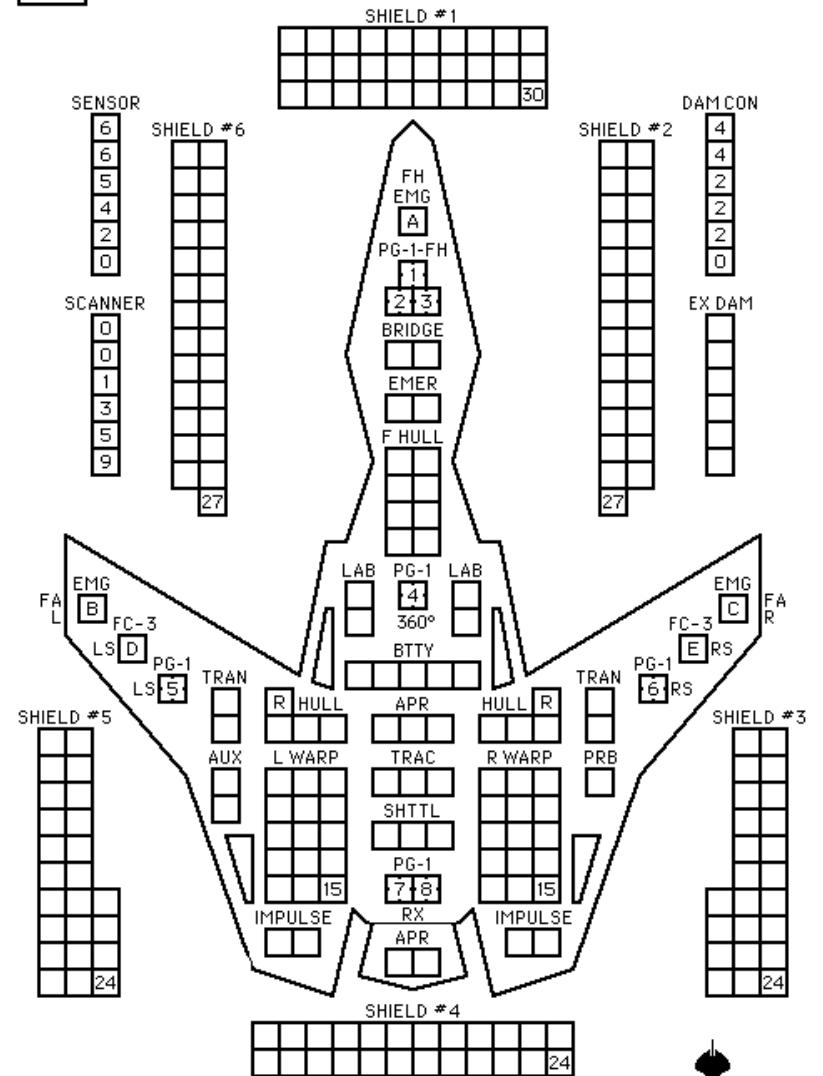 SHIELD #1
30
SENSOR
6
6
5
4
2
0
SHIELD #6
27
SHIELD #2
27
DAM CON
4
4
2
2
2
0
SCANNER
0
0
1
3
5
9
EX DAM
FH
EMG
A
PG-1-FH
1
2 3
BRIDGE
EMER
F HULL
LAB PG-1 LAB
4
360°
BTTY
EMG
FA B
L
FC-3
LS D
PG-1
LS 5
EMG
C FA
R
FC-3
E RS
PG-1
6 RS
TRAN
TRAN
R HULL APR HULL R
SHIELD #5
24
SHIELD #3
24
AUX L WARP TRAC R WARP PRB
SHTTL
15
15
PG-1
7 8
RX
IMPULSE IMPULSE
APR
SHIELD #4
24